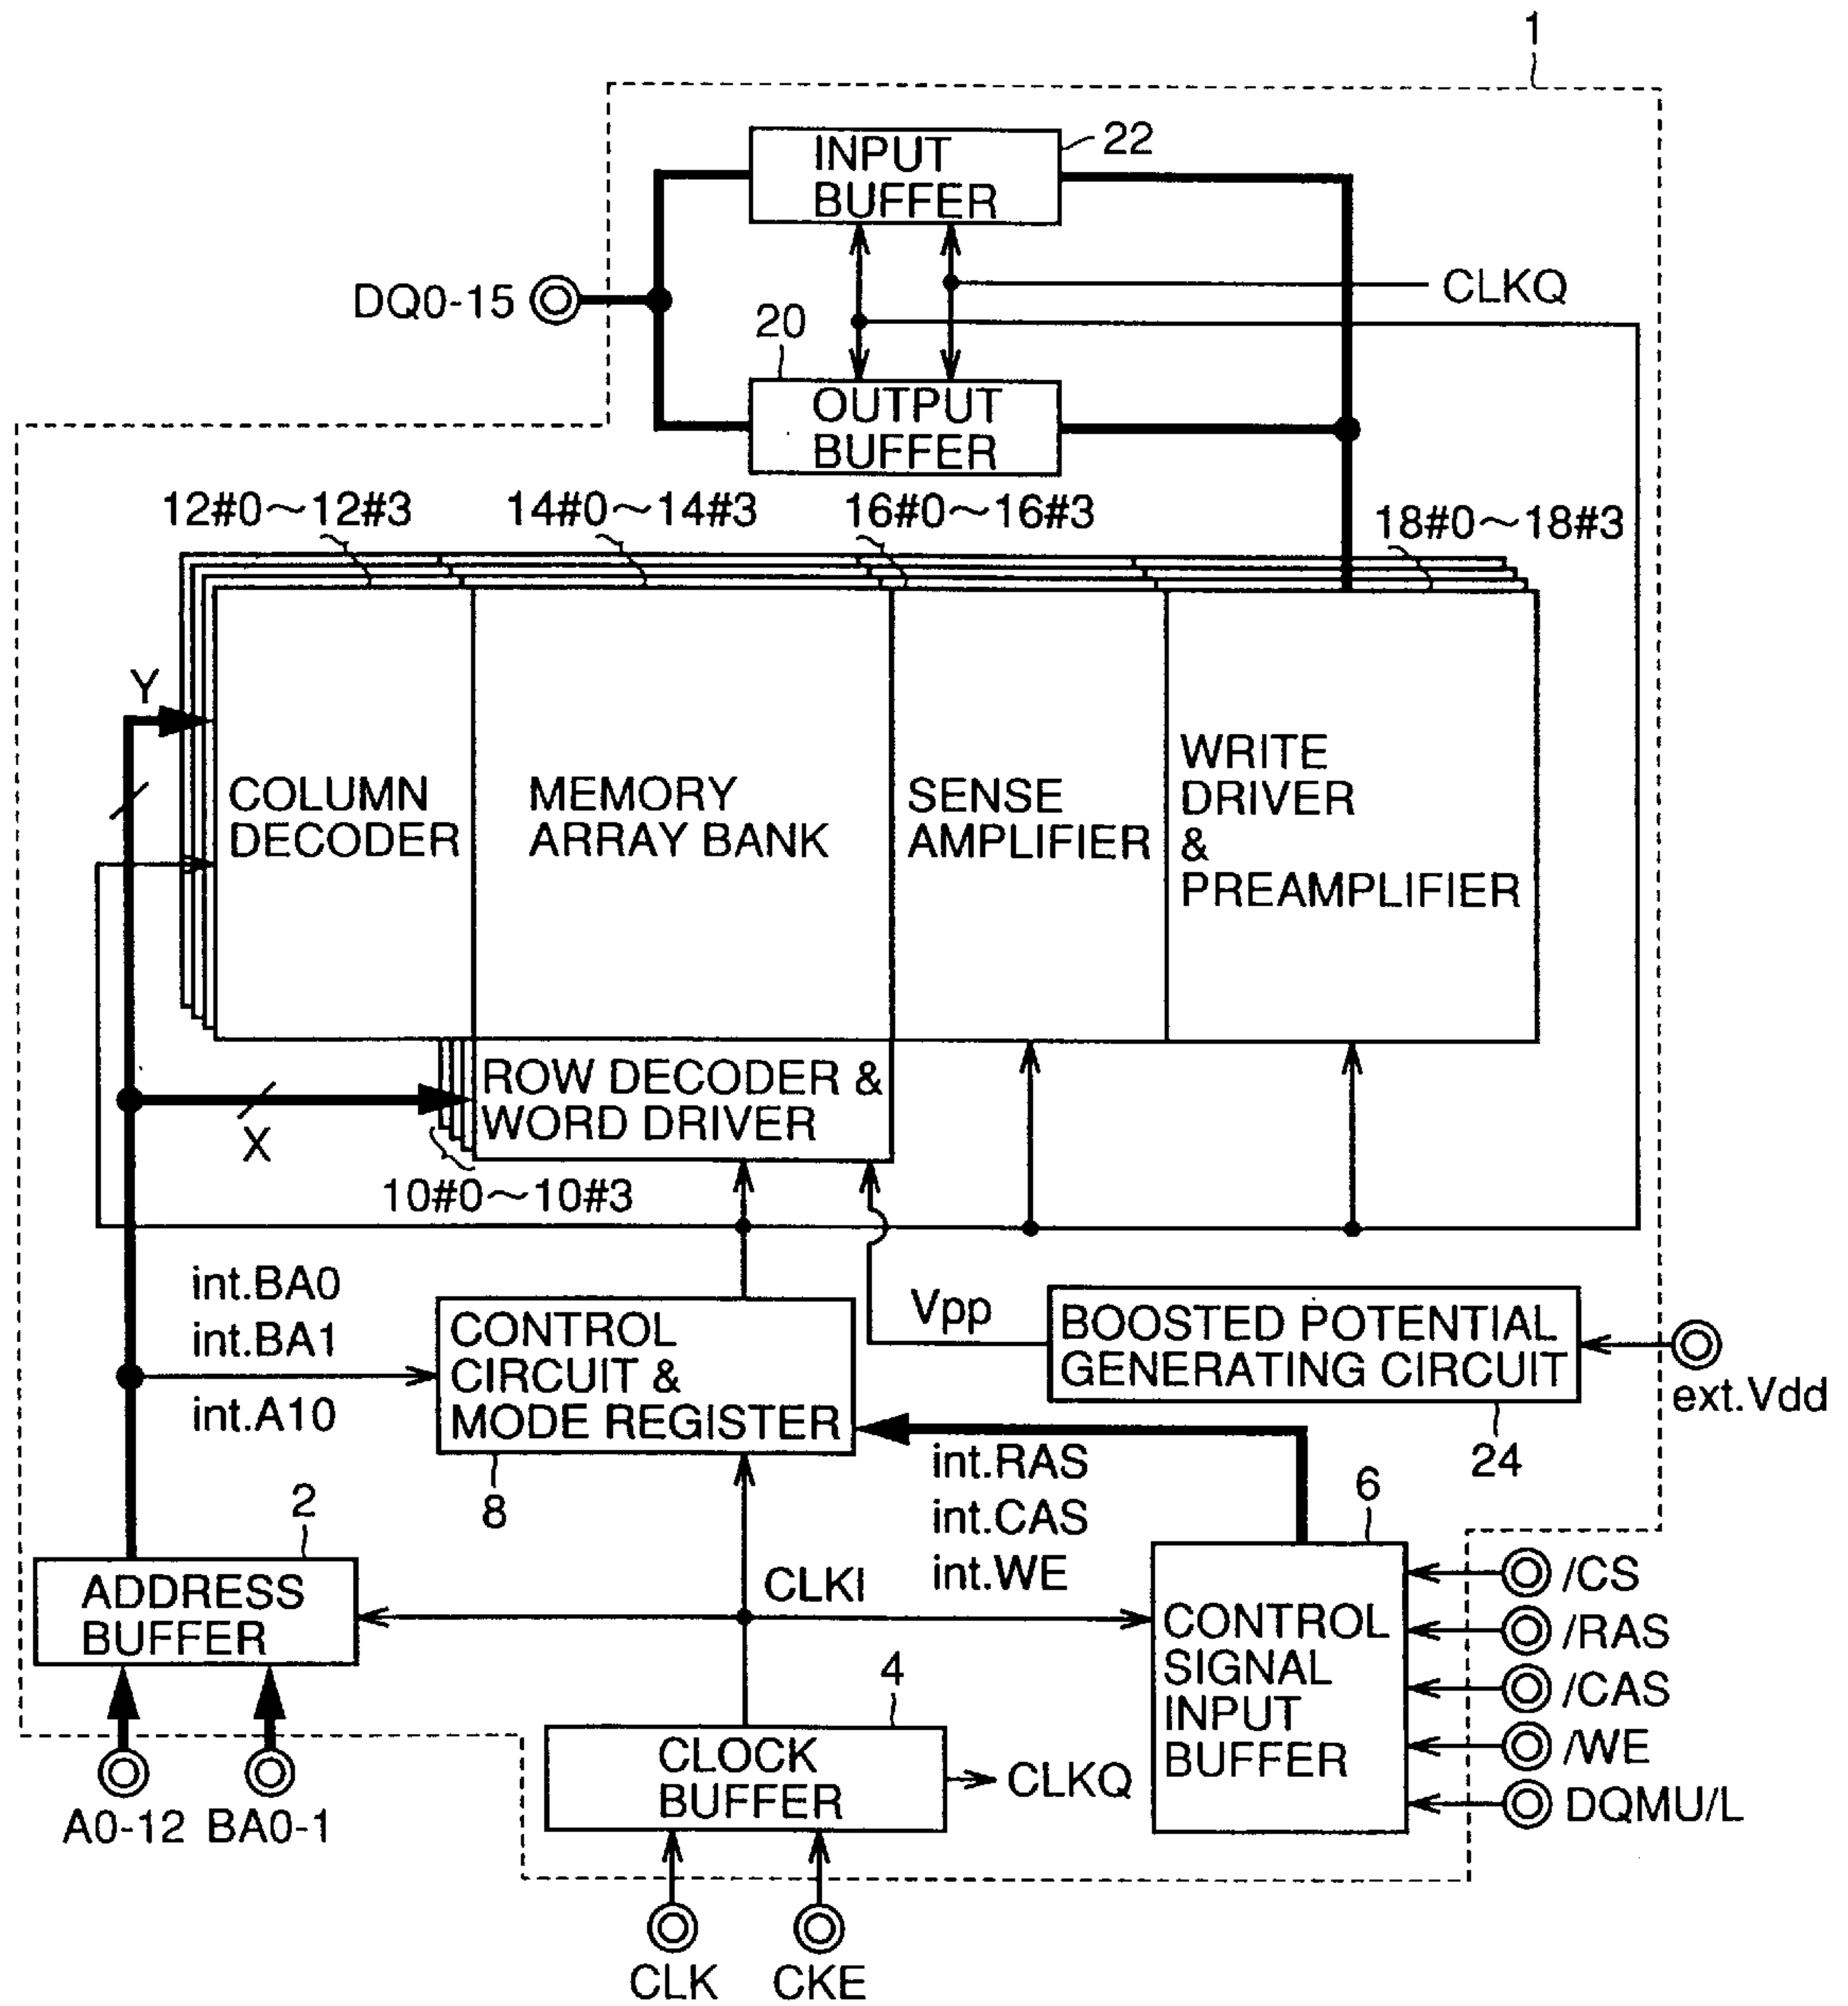 1
INPUT
BUFFER
22
DQ0-15
CLKQ
20
OUTPUT
BUFFER
12#0~12#3
14#0~14#3
16#0~16#3
18#0~18#3
Y
COLUMN
DECODER
MEMORY
ARRAY BANK
SENSE
AMPLIFIER
WRITE
DRIVER
&
PREAMPLIFIER
ROW DECODER &
WORD DRIVER
X
10#0~10#3
int.BA0
int.BA1
int.A10
CONTROL
CIRCUIT &
MODE REGISTER
8
Vpp
BOOSTED POTENTIAL
GENERATING CIRCUIT
ext.Vdd
24
int.RAS
int.CAS
int.WE
6
2
ADDRESS
BUFFER
CLKI
CONTROL
SIGNAL
INPUT
BUFFER
/CS
/RAS
/CAS
/WE
DQMU/L
4
CLOCK
BUFFER
CLKQ
A0-12
BA0-1
CLK
CKE